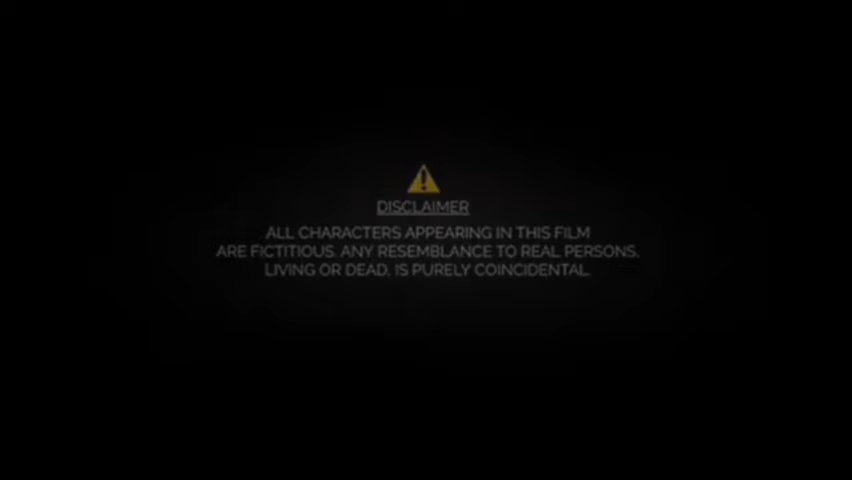 DISCLAIMER
ALL CHARACTERS APPEARING IN THIS FILM
ARE FICTITIOUS. ANY RESEMBLANCE TO REAL PERSONS,
LIVING OR DEAD, IS PURELY COINCIDENTAL.